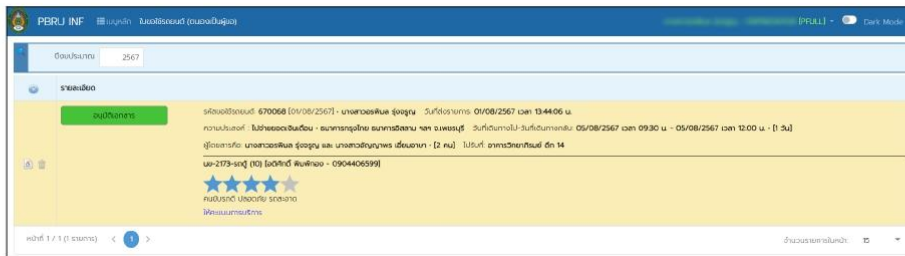 PBRU INF เมนูหลัก ใบขอใช้รถยนต์ (ตนเองเป็นผู้ขอ) (PFULL) Dark Mode
ปีงบประมาณ 2567
รายละเอียด
อนุมัติเอกสาร
รหัสขอใช้รถยนต์: 670068 [01/08/2567] - นางสาวอรพิมล รุ่งจรูญ วันที่ส่งรายการ: 01/08/2567 เวลา 13:44:06 น.
ความประสงค์ : ไปจ่ายยอดเงินเดือน - ธนาคารกรุงไทย ธนาคารอิสลาม ฯลฯ จ.เพชรบุรี วันที่เดินทางไป-วันที่เดินทางกลับ: 05/08/2567 เวลา 09:30 น. - 05/08/2567 เวลา 12:00 น. - [1 วัน]
ผู้โดยสารคือ: นางสาวอรพิมล รุ่งจรูญ และ นางสาวอัญญาพร เอี่ยมอาษา - [2 คน] ไปรับที่: อาคารวิทยาภิรมย์ ตึก 14
นข-2173-รถตู้ (10) [อดิศักดิ์ พิมพ์ทอง - 0904406599]
คนขับรถดี ปลอดภัย รถสะอาด
ให้คะแนนการบริการ
หน้าที่ 1 / 1 (1 รายการ) 1 จำนวนรายการในหน้า: 15